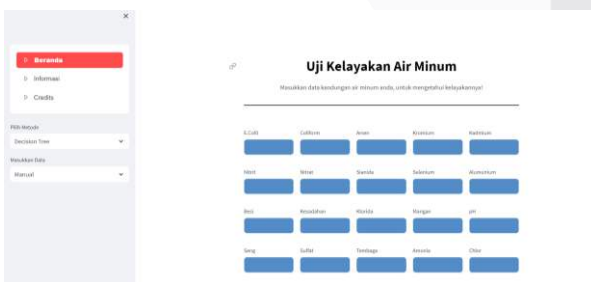 ×
Beranda
Informasi
Credits
Pilih Metode
Decision Tree
Masukkan Data
Manual
Uji Kelayakan Air Minum
Masukkan data kandungan air minum anda, untuk mengetahui kelayakannya!
E.Coli Coliform Arsen Kromium Kadmium
Nitrit Nitrat Sianida Selenium Alumunium
Besi Kesadahan Klorida Mangan pH
Seng Sulfat Tembaga Amonia Chlor